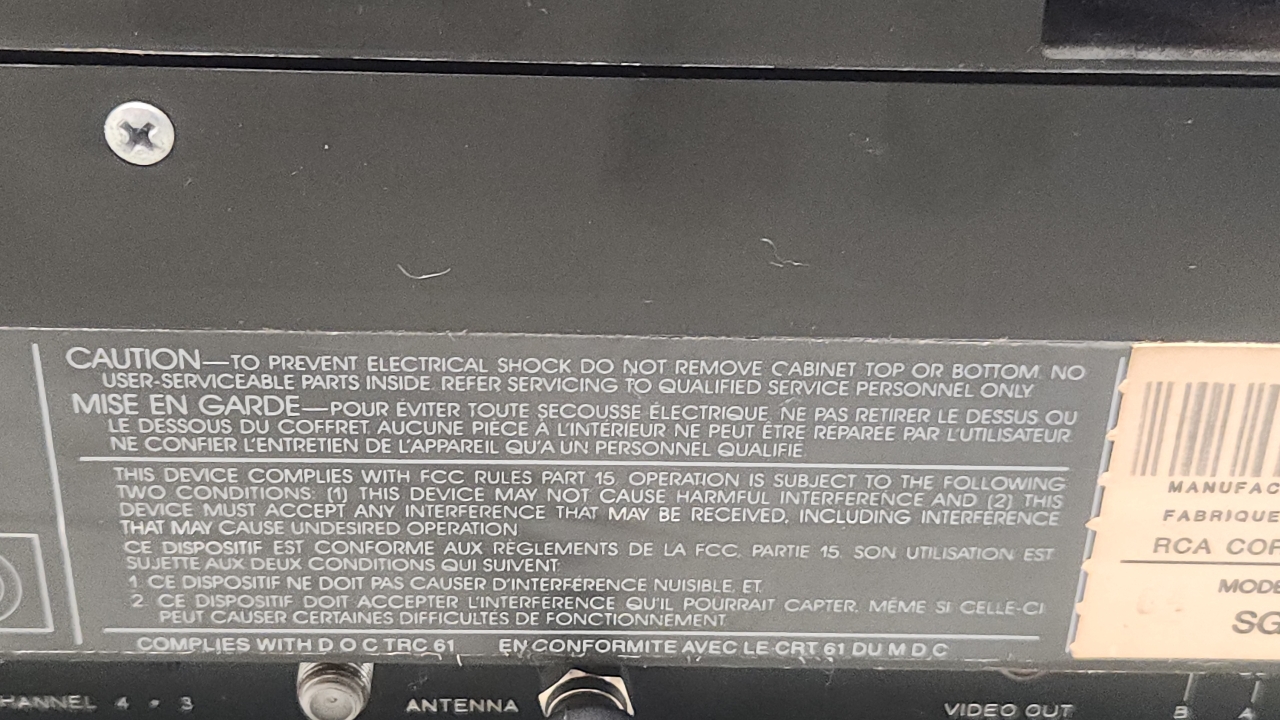 CAUTION—TO PREVENT ELECTRICAL SHOCK DO NOT REMOVE CABINET TOP OR BOTTOM. NO
USER-SERVICEABLE PARTS INSIDE. REFER SERVICING TO QUALIFIED SERVICE PERSONNEL ONLY.
MISE EN GARDE—POUR ÉVITER TOUTE SECOUSSE ÉLECTRIQUE, NE PAS RETIRER LE DESSUS OU
LE DESSOUS DU COFFRET. AUCUNE PIÈCE À L'INTÉRIEUR NE PEUT ÊTRE RÉPARÉE PAR L'UTILISATEUR.
NE CONFIER L'ENTRETIEN DE L'APPAREIL QU'A UN PERSONNEL QUALIFIÉ.
THIS DEVICE COMPLIES WITH FCC RULES PART 15. OPERATION IS SUBJECT TO THE FOLLOWING
TWO CONDITIONS: (1) THIS DEVICE MAY NOT CAUSE HARMFUL INTERFERENCE AND (2) THIS
DEVICE MUST ACCEPT ANY INTERFERENCE THAT MAY BE RECEIVED, INCLUDING INTERFERENCE
THAT MAY CAUSE UNDESIRED OPERATION.
CE DISPOSITIF EST CONFORME AUX RÈGLEMENTS DE LA FCC, PARTIE 15. SON UTILISATION EST
SUJETTE AUX DEUX CONDITIONS QUI SUIVENT:
1. CE DISPOSITIF NE DOIT PAS CAUSER D'INTERFÉRENCE NUISIBLE, ET
2. CE DISPOSITIF DOIT ACCEPTER L'INTERFÉRENCE QU'IL POURRAIT CAPTER, MÊME SI CELLE-CI
PEUT CAUSER CERTAINES DIFFICULTÉS DE FONCTIONNEMENT.
COMPLIES WITH D O C TRC 61 EN CONFORMITE AVEC LE CRT 61 DU M D C
MANUFAC
FABRIQUE
RCA COR
MODE
SG
HANNEL 4 3
ANTENNA
VIDEO OUT
B A